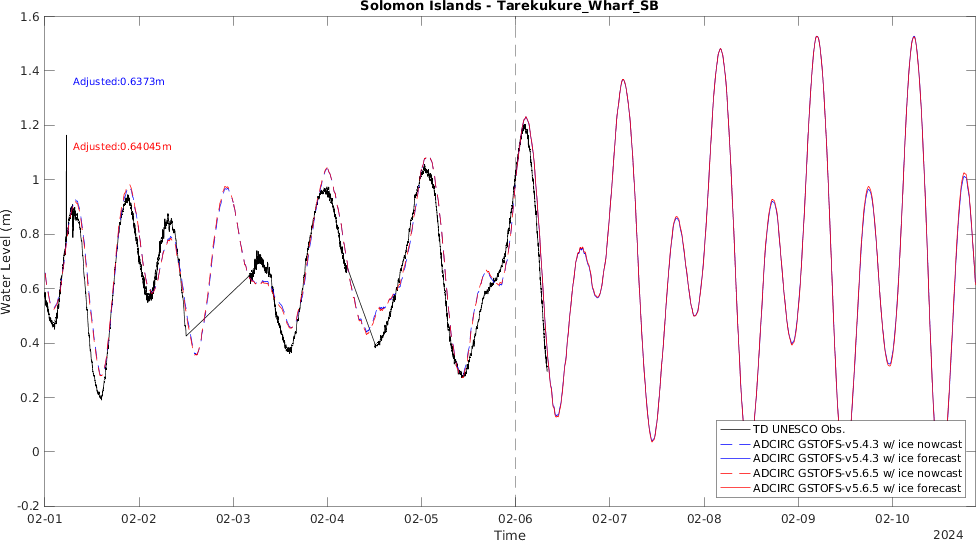 Solomon Islands - Tarekukure_Wharf_SB
1.6
1.4
1.2
1
0.8
0.6
0.4
0.2
0
-0.2
Water Level (m)
Adjusted:0.6373m
Adjusted:0.64045m
TD UNESCO Obs.
ADCIRC GSTOFS-v5.4.3 w/ ice nowcast
ADCIRC GSTOFS-v5.4.3 w/ ice forecast
ADCIRC GSTOFS-v5.6.5 w/ ice nowcast
ADCIRC GSTOFS-v5.6.5 w/ ice forecast
02-01 02-02 02-03 02-04 02-05 02-06 02-07 02-08 02-09 02-10
Time
2024